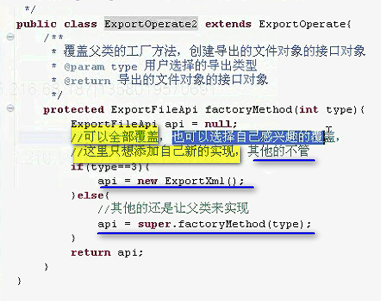 */
public class ExportOperate2 extends ExportOperate{
/**
* 覆盖父类的工厂方法，创建导出的文件对象的接口对象
* @param type 用户选择的导出类型
* @return 导出的文件对象的接口对象
*/
protected ExportFileApi factoryMethod(int type){
ExportFileApi api = null;
//可以全部覆盖，也可以选择自己感兴趣的覆盖，
//这里只想添加自己新的实现，其他的不管
if(type==3){
api = new ExportXml();
}else{
//其他的还是让父类来实现
api = super.factoryMethod(type);
}
return api;
}
}